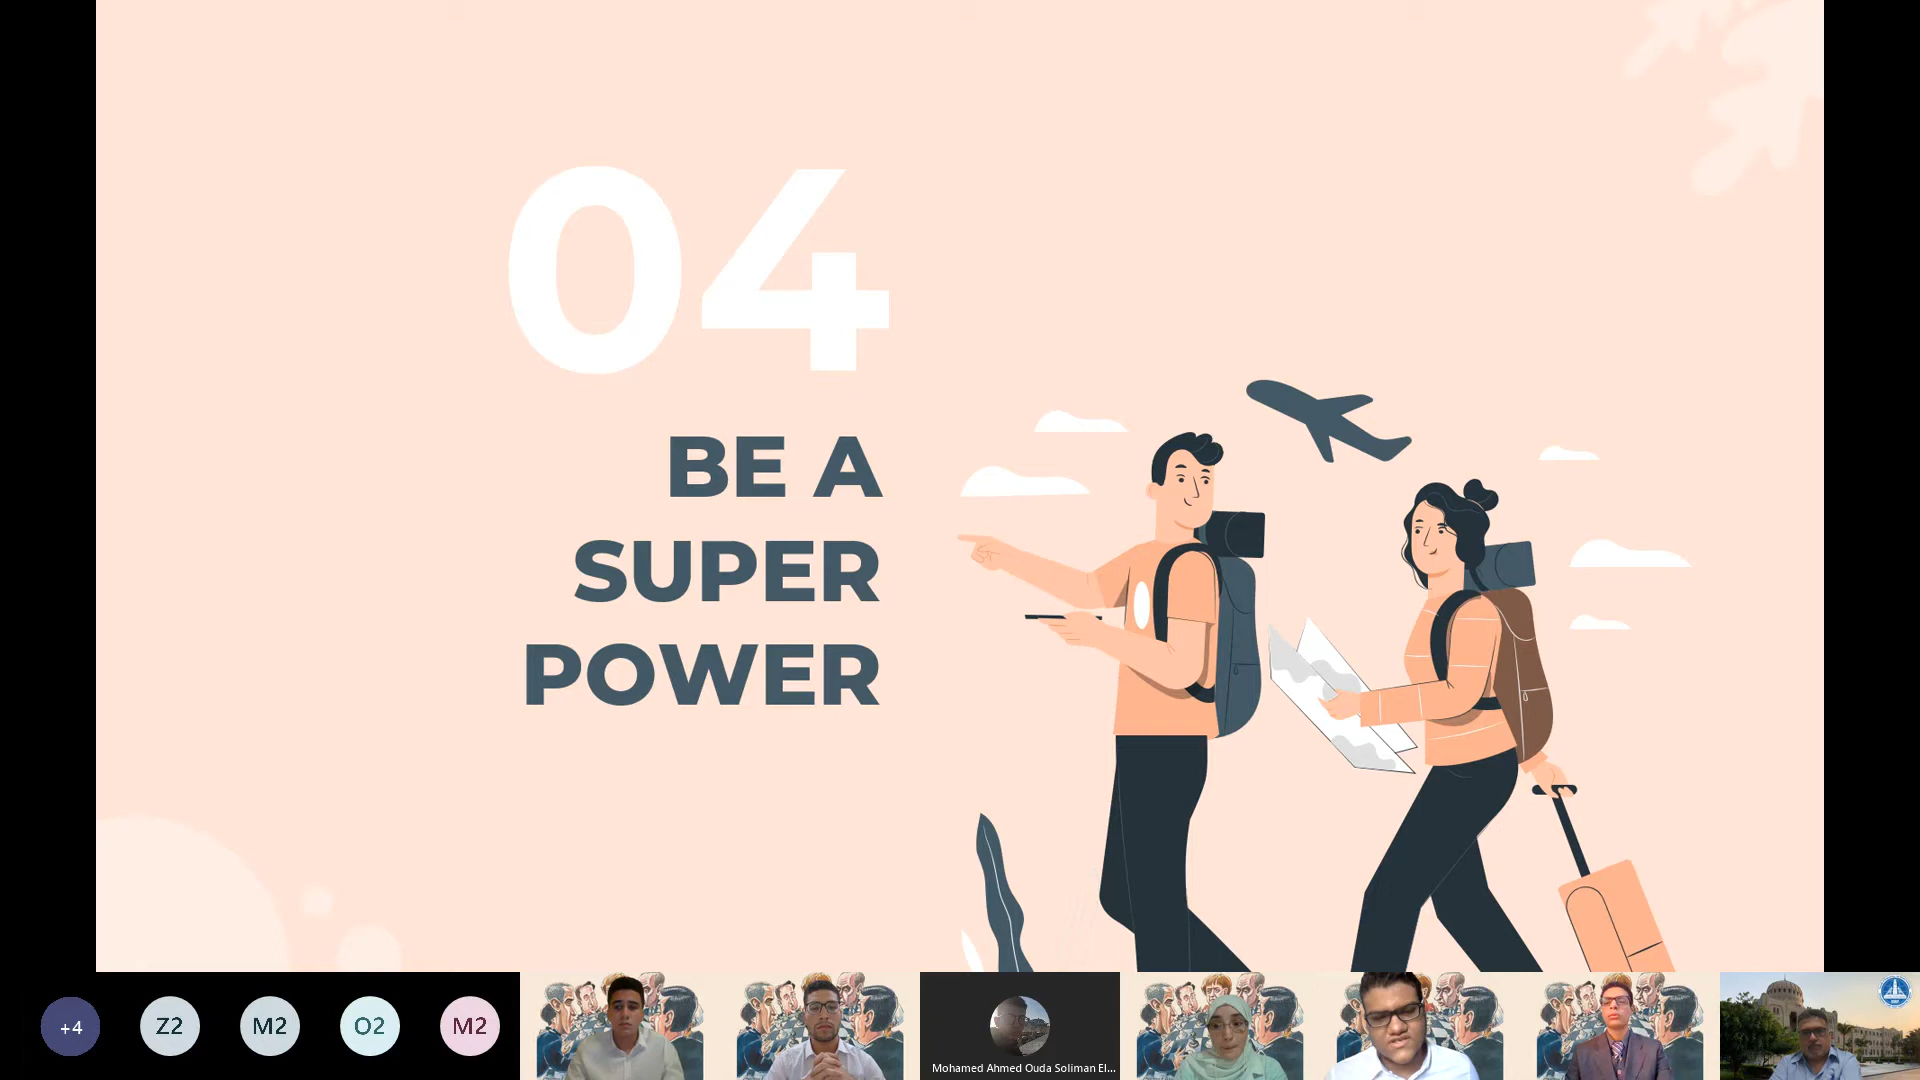 04
BE A
SUPER
POWER
+4
Z2
M2
O2
M2
Mohamed Ahmed Ouda Soliman El...